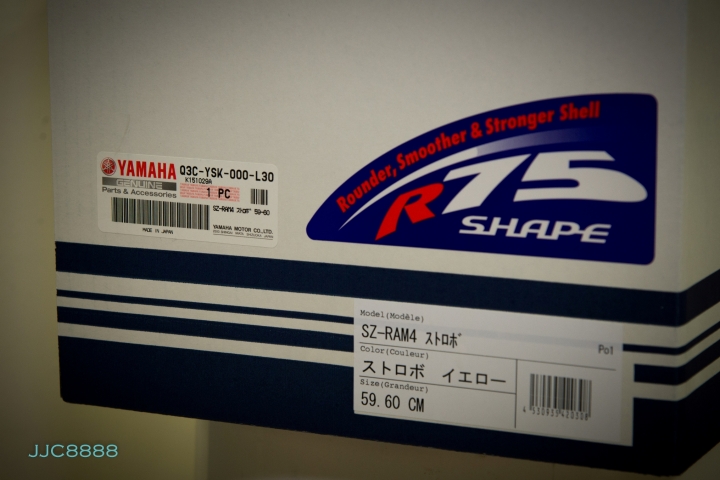 Rounder, Smoother & Stronger Shell
R75
SHAPE
YAMAHA
Q3C-YSK-000-L30
GENUINE
K151029A
Parts & Accessories
1 PC
SZ-RAM4 ｽﾄﾛﾎﾞ 59-60
MADE IN JAPAN
YAMAHA MOTOR CO.,LTD.
Model(Modèle)
SZ-RAM4 ｽﾄﾛﾎﾞ
Po1
Color(Couleur)
ストロボ イエロー
Size(Grandeur)
59.60 CM
JJC8888